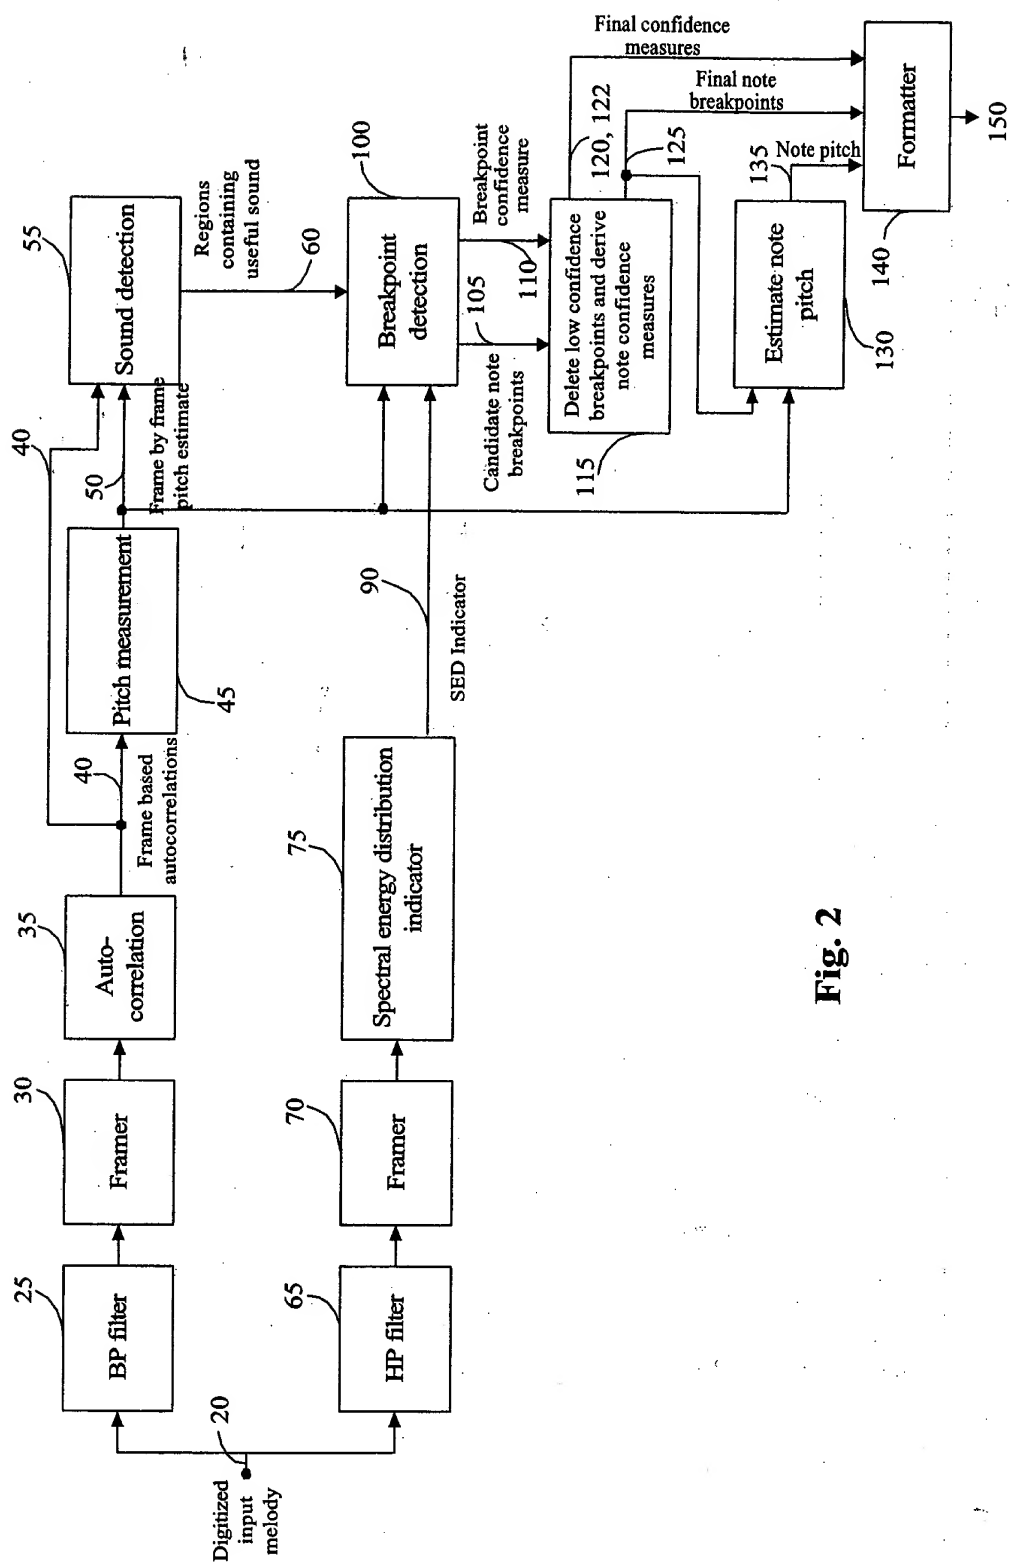 Digitized
input
melody
20
25
BP filter
30
Framer
35
Auto-
correlation
40
Frame based
autocorrelations
45
Pitch measurement
40
50
Frame by frame
pitch estimate
55
Sound detection
Regions
containing
useful sound
60
65
HP filter
70
Framer
75
Spectral energy distribution
indicator
90
SED Indicator
100
Breakpoint
detection
Candidate note
breakpoints
105
Breakpoint
confidence
measure
110
115
Delete low confidence
breakpoints and derive
note confidence
measures
120, 122
Final confidence
measures
125
Final note
breakpoints
130
Estimate note
pitch
135
Note pitch
140
Formatter
150
Fig. 2